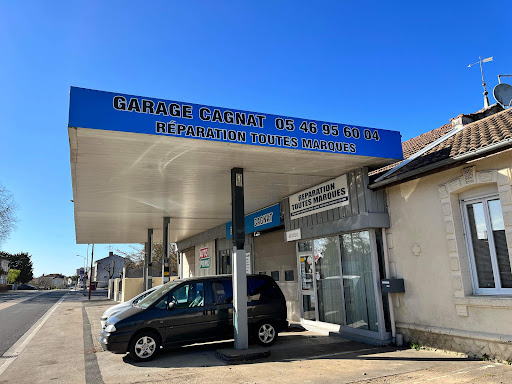 GARAGE CAGNAT 05 46 95 60 04
RÉPARATION TOUTES MARQUES
RÉPARATION
TOUTES MARQUES